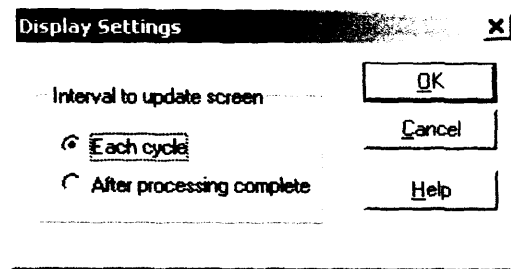 Display Settings
Interval to update screen
Each cycle
After processing complete
OK
Cancel
Help